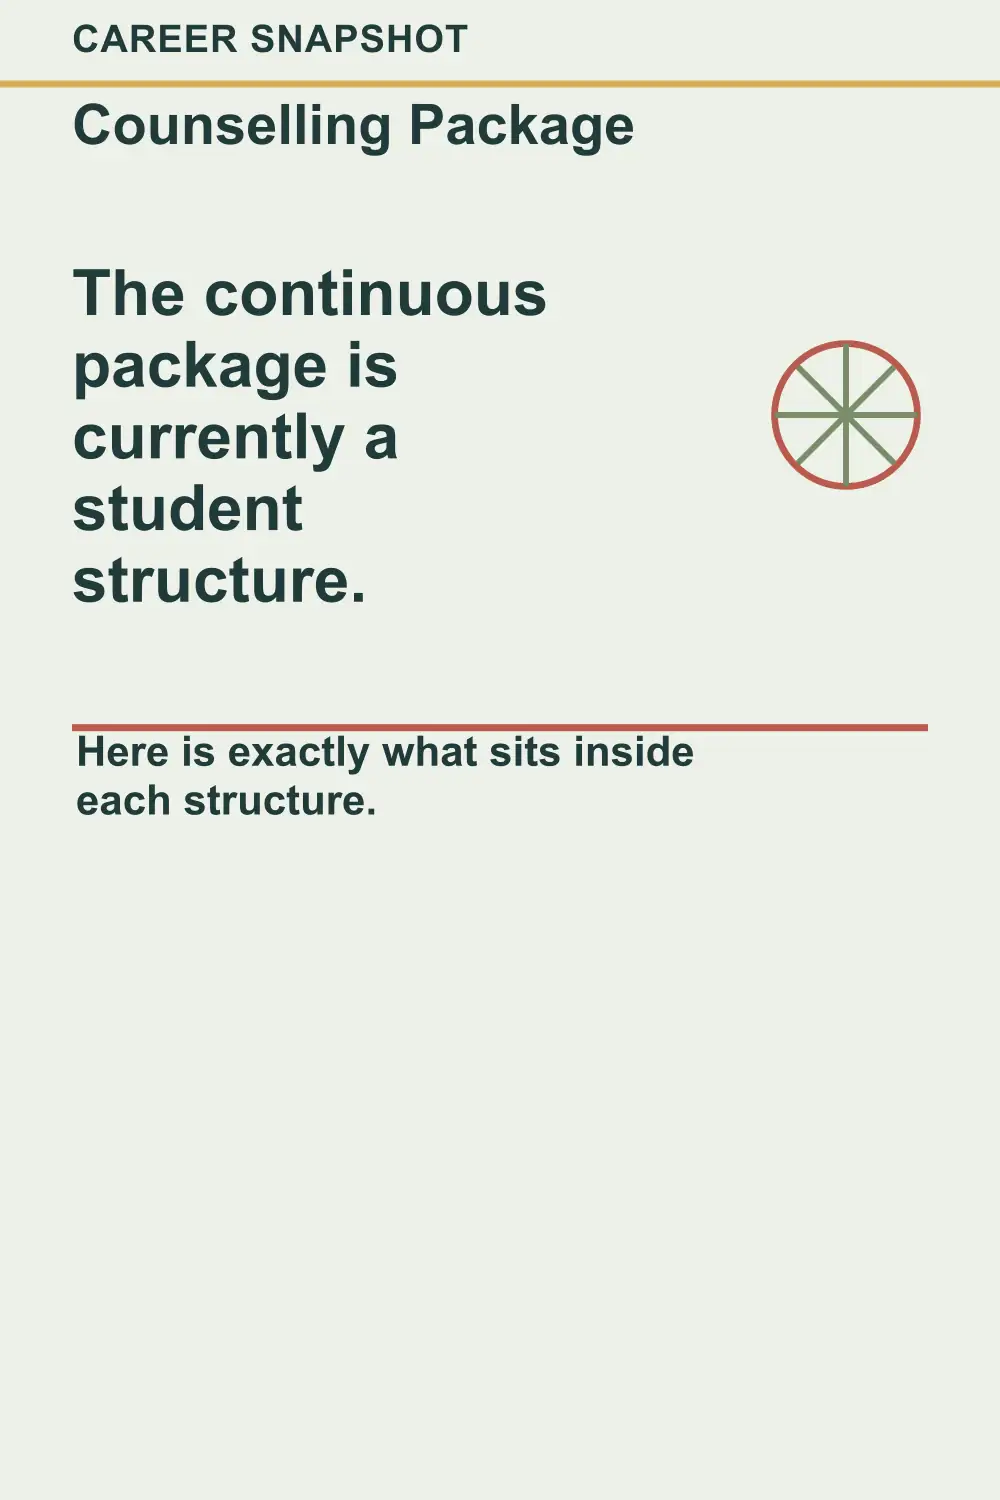 CAREER SNAPSHOT
Counselling Package
The continuous
package is
currently a
student
structure.
Here is exactly what sits inside
each structure.